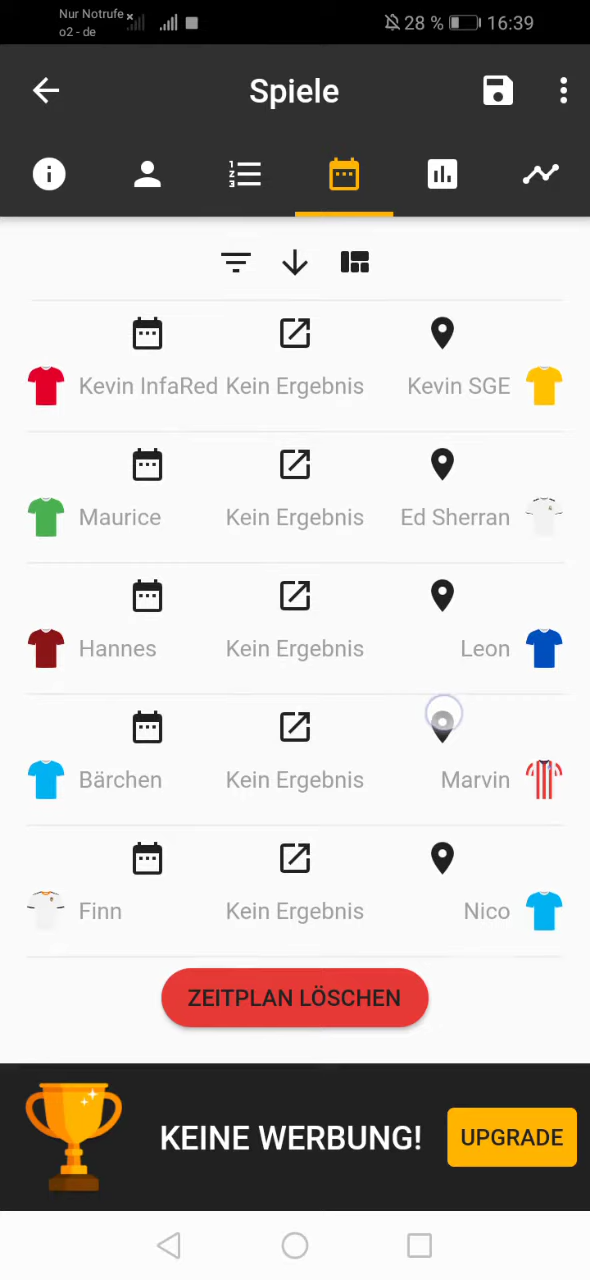 Nur Notrufe
o2 - de
28 % 16:39
Spiele
Kevin InfaRed Kein Ergebnis Kevin SGE
Maurice Kein Ergebnis Ed Sherran
Hannes Kein Ergebnis Leon
Bärchen Kein Ergebnis Marvin
Finn Kein Ergebnis Nico
ZEITPLAN LÖSCHEN
KEINE WERBUNG! UPGRADE